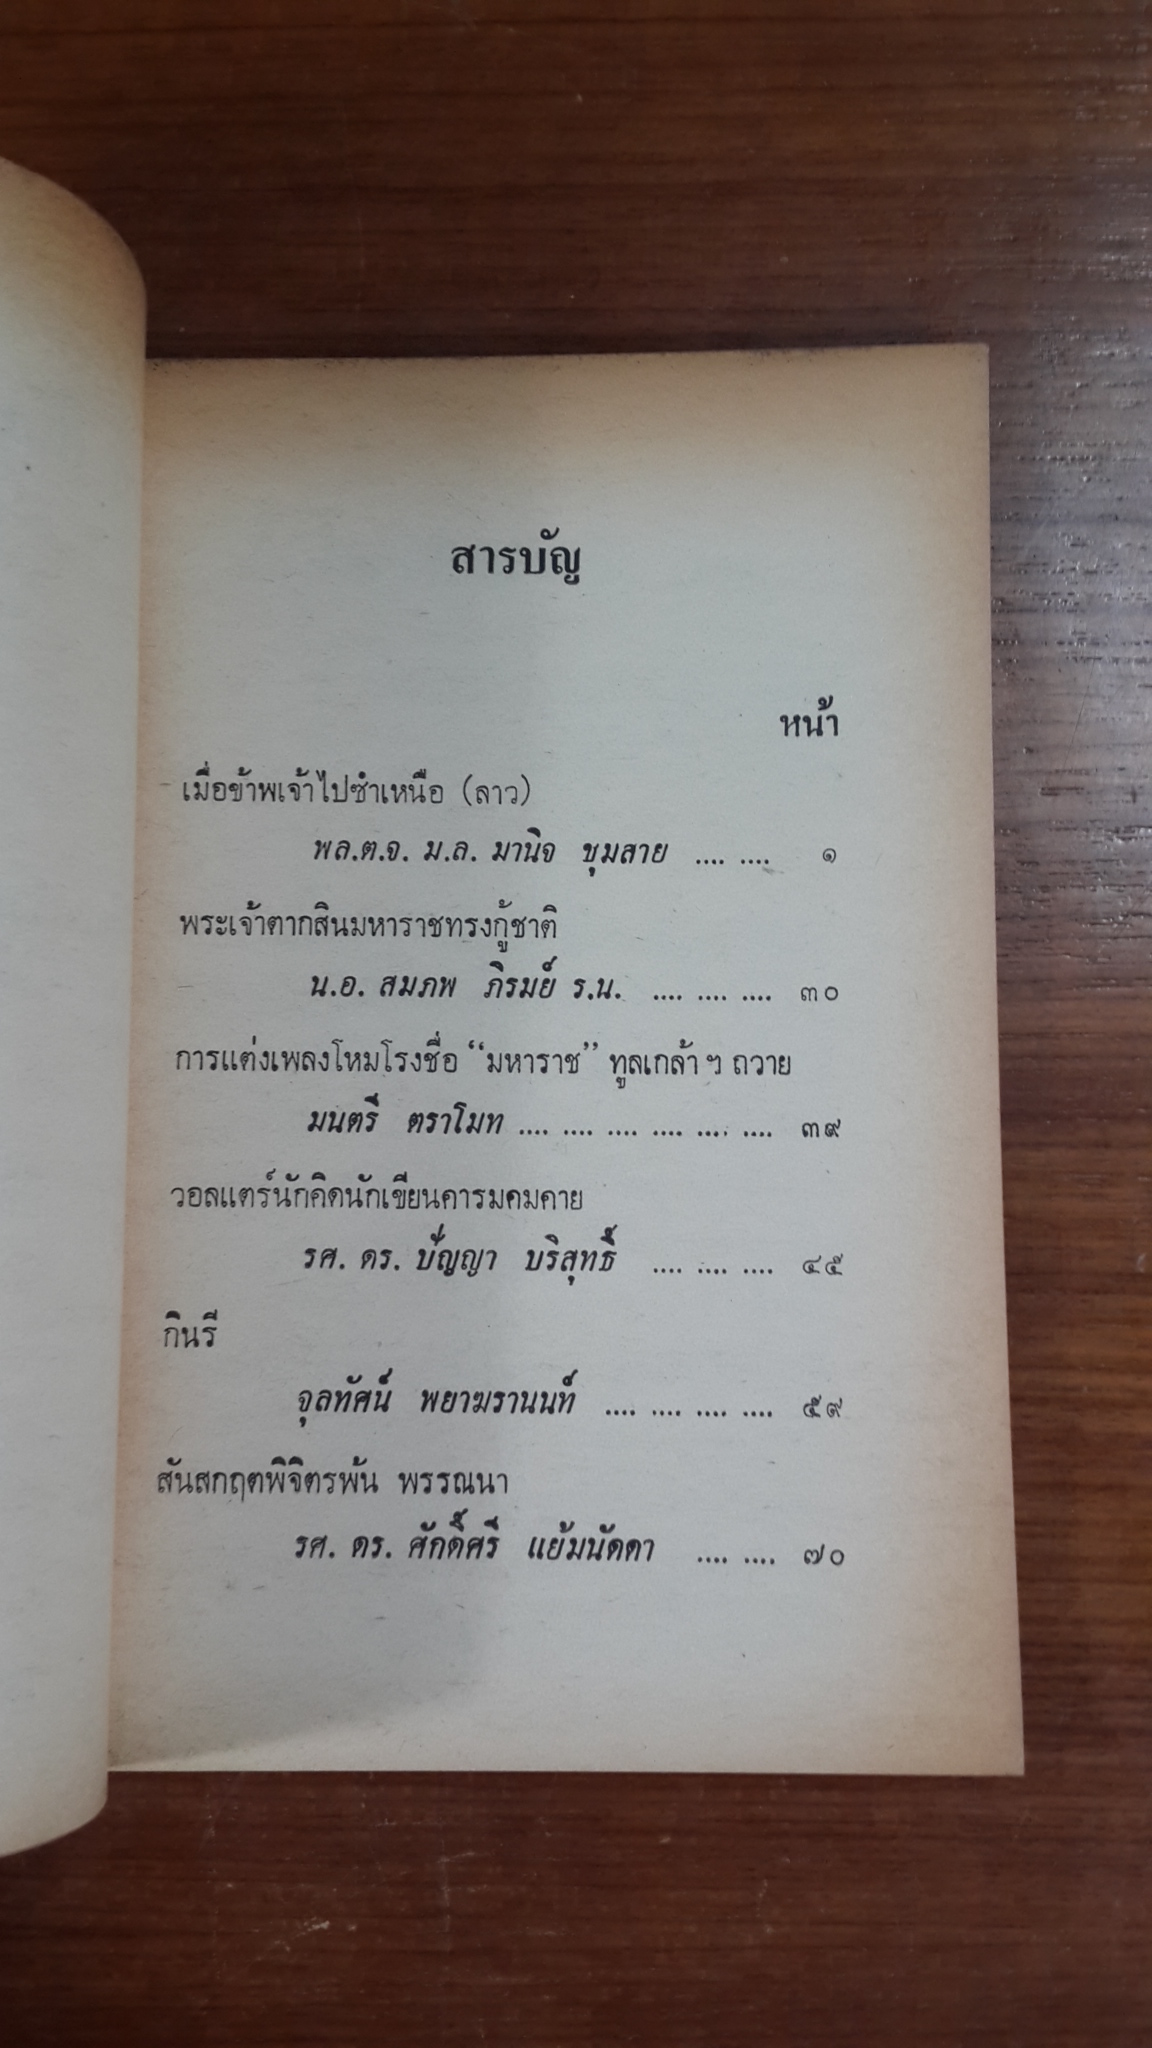 สารบัญ
หน้า
เมื่อข้าพเจ้าไปซำเหนือ (ลาว)
พล.ต.จ. ม.ล. มานิจ ชุมสาย .... .... ๑
พระเจ้าตากสินมหาราชทรงกู้ชาติ
น.อ. สมภพ ภิรมย์ ร.น. .... .... .... ๓๐
การแต่งเพลงโหมโรงชื่อ “มหาราช” ทูลเกล้า ฯ ถวาย
มนตรี ตราโมท .... .... .... .... .... .... ๓๙
วอลแตร์นักคิดนักเขียนคารมคมคาย
รศ. ดร. ปัญญา บริสุทธิ์ .... .... .... ๔๕
กินรี
จุลทัศน์ พยาฆรานนท์ .... .... .... .... ๕๙
สันสกฤตพิจิตรพ้น พรรณนา
รศ. ดร. ศักดิ์ศรี แย้มนัดดา .... .... ๗๐